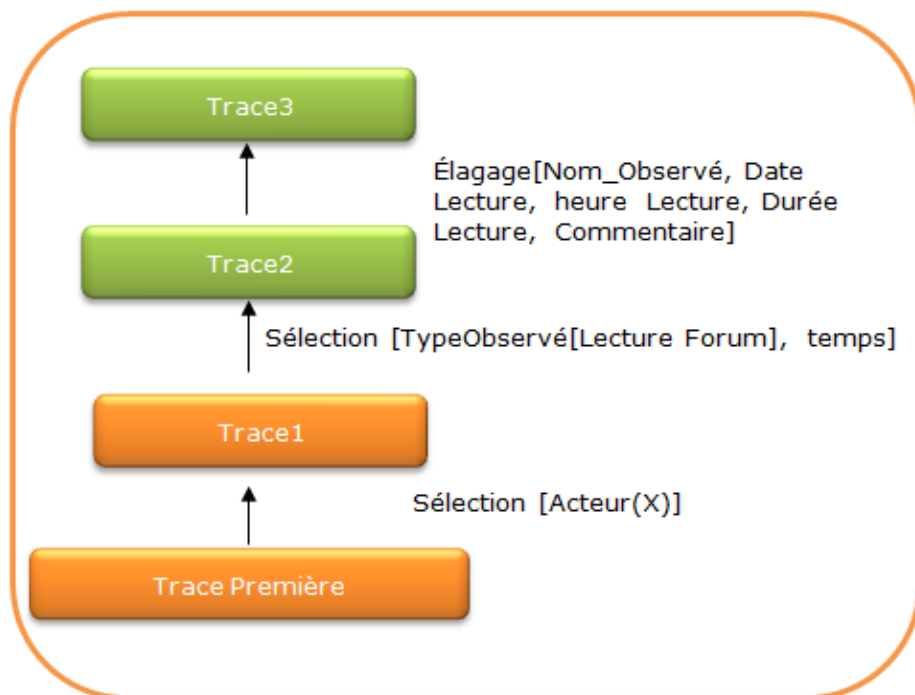 Trace3
Élagage[Nom_Observé, Date
Lecture, heure Lecture, Durée
Lecture, Commentaire]
Trace2
Sélection [TypeObservé[Lecture Forum], temps]
Trace1
Sélection [Acteur(X)]
Trace Première